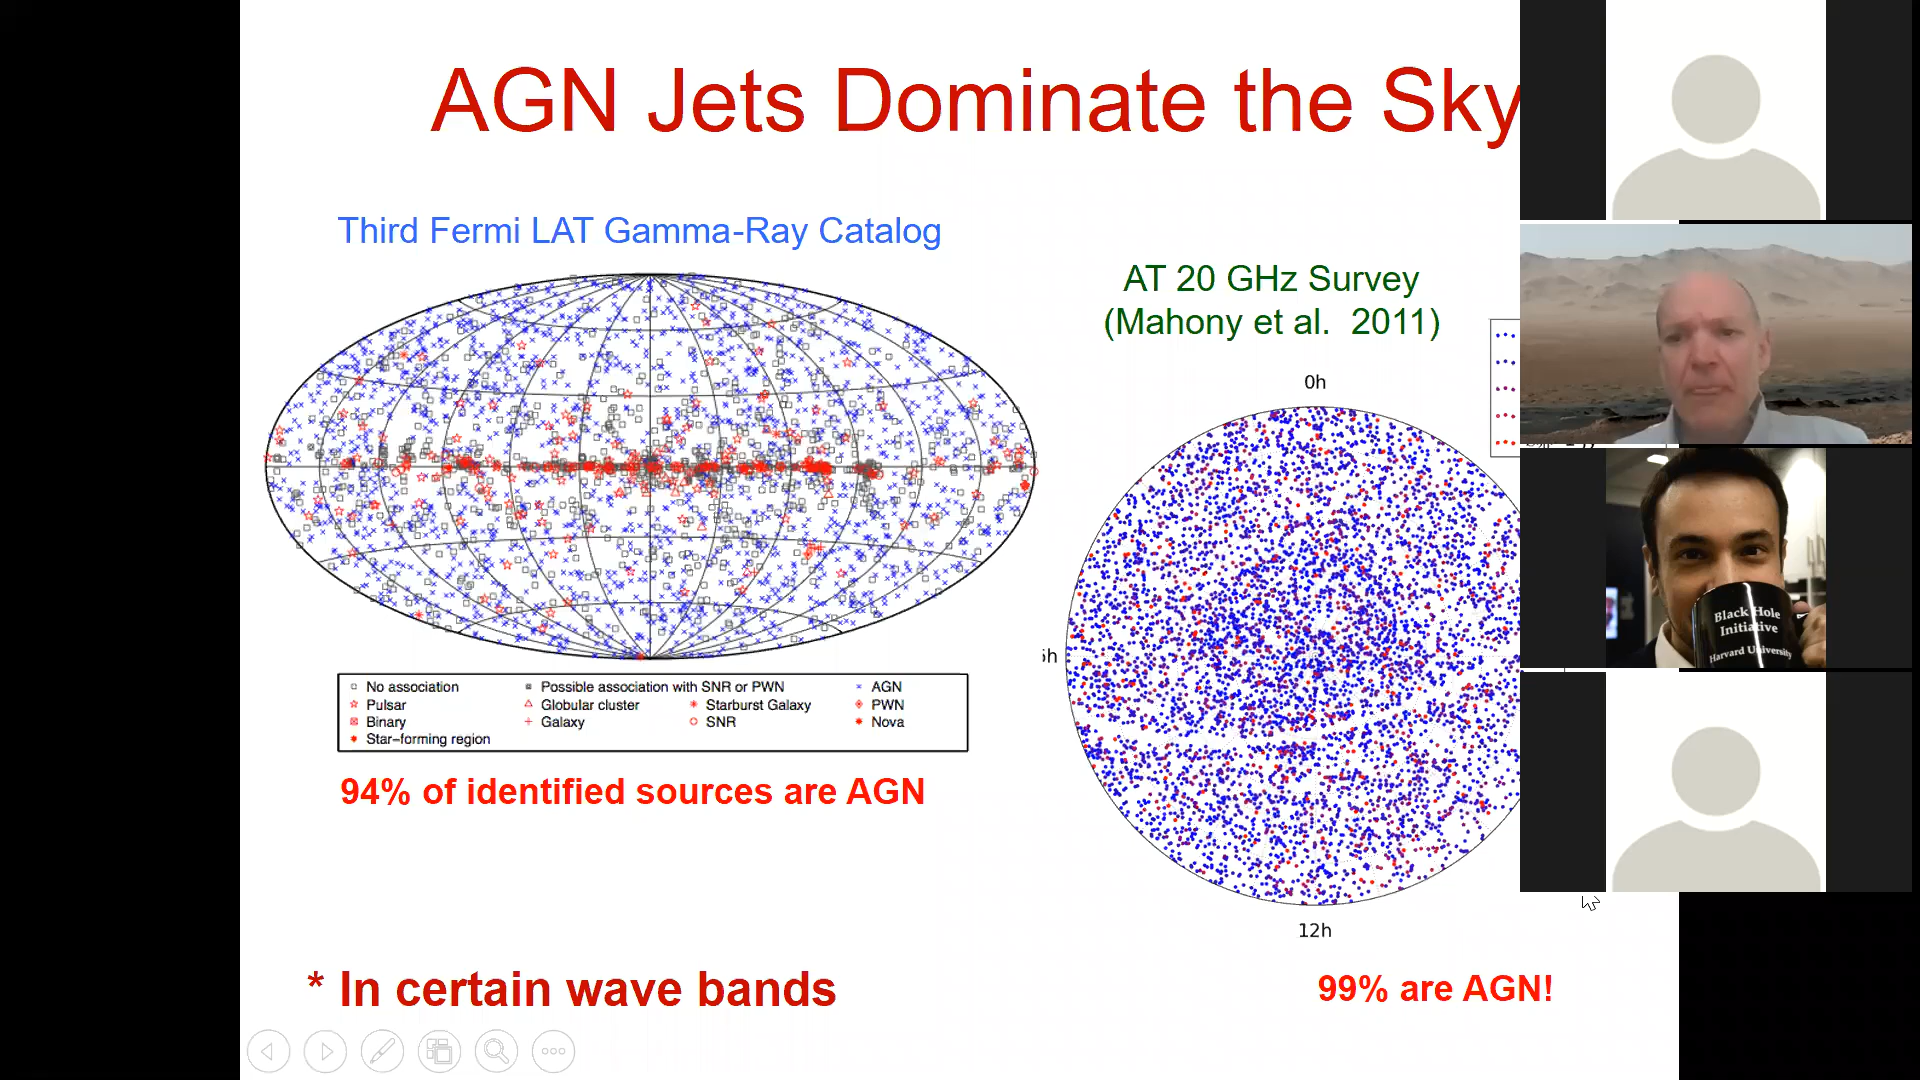 AGN Jets Dominate the Sky
Third Fermi LAT Gamma-Ray Catalog
AT 20 GHz Survey
(Mahony et al. 2011)
0h
12h
No association
Possible association with SNR or PWN
AGN
Pulsar
Globular cluster
Starburst Galaxy
PWN
Binary
Galaxy
SNR
Nova
Star-forming region
94% of identified sources are AGN
* In certain wave bands
99% are AGN!
Black Hole
Initiative
Harvard University